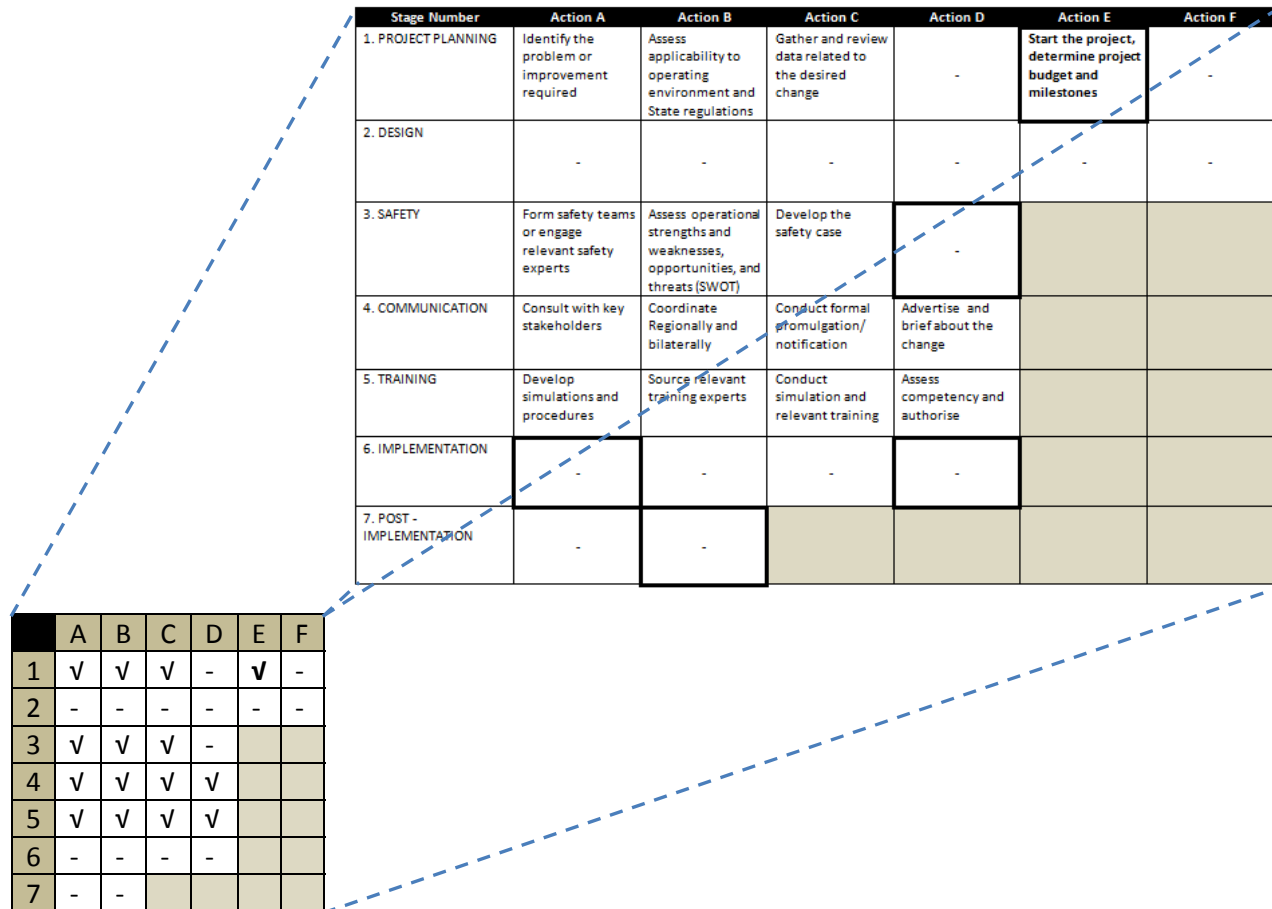 Stage Number Action A Action B Action C Action D Action E Action F
1. PROJECT PLANNING Identify the Assess Gather and review - Start the project, -
problem or applicability to data related to determine project
improvement operating the desired budget and
required environment and change milestones
State regulations
2. DESIGN - - - - - -
3. SAFETY Form safety teams Assess operational Develop the -
or engage strengths and safety case
relevant safety weaknesses,
experts opportunities, and
threats (SWOT)
4. COMMUNICATION Consult with key Coordinate Conduct formal Advertise and
stakeholders Regionally and promulgation/ brief about the
bilaterally notification change
5. TRAINING Develop Source relevant Conduct Assess
simulations and training experts simulation and competency and
procedures relevant training authorise
6. IMPLEMENTATION - - - -
7. POST - - -
IMPLEMENTATION
A B C D E F
1 √ √ √ - √ -
2 - - - - - -
3 √ √ √ -
4 √ √ √ √
5 √ √ √ √
6 - - - -
7 - -